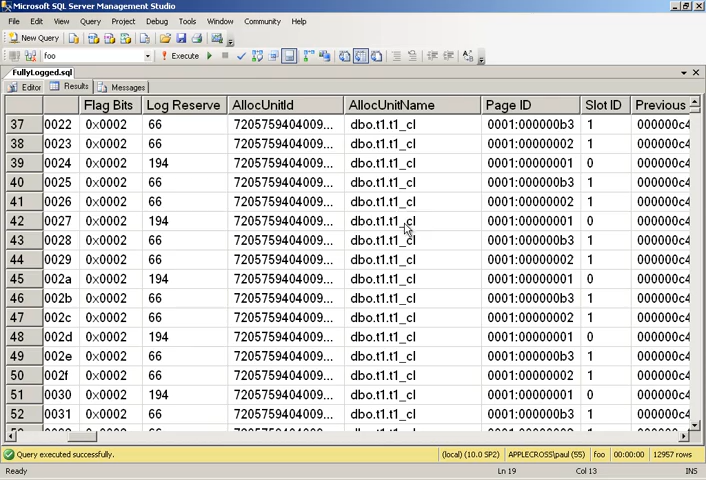 Microsoft SQL Server Management Studio
File Edit View Query Project Debug Tools Window Community Help
New Query
foo Execute
FullyLogged.sql
Editor Results Messages
Flag Bits Log Reserve AllocUnitId AllocUnitName Page ID Slot ID Previous
37 0022 0x0002 66 7205759404009... dbo.t1.t1_cl 0001:000000b3 1 000000c4
38 0023 0x0002 66 7205759404009... dbo.t1.t1_cl 0001:00000002 1 000000c4
39 0024 0x0002 194 7205759404009... dbo.t1.t1_cl 0001:00000001 0 000000c4
40 0025 0x0002 66 7205759404009... dbo.t1.t1_cl 0001:000000b3 1 000000c4
41 0026 0x0002 66 7205759404009... dbo.t1.t1_cl 0001:00000002 1 000000c4
42 0027 0x0002 194 7205759404009... dbo.t1.t1_cl 0001:00000001 0 000000c4
43 0028 0x0002 66 7205759404009... dbo.t1.t1_cl 0001:000000b3 1 000000c4
44 0029 0x0002 66 7205759404009... dbo.t1.t1_cl 0001:00000002 1 000000c4
45 002a 0x0002 194 7205759404009... dbo.t1.t1_cl 0001:00000001 0 000000c4
46 002b 0x0002 66 7205759404009... dbo.t1.t1_cl 0001:000000b3 1 000000c4
47 002c 0x0002 66 7205759404009... dbo.t1.t1_cl 0001:00000002 1 000000c4
48 002d 0x0002 194 7205759404009... dbo.t1.t1_cl 0001:00000001 0 000000c4
49 002e 0x0002 66 7205759404009... dbo.t1.t1_cl 0001:000000b3 1 000000c4
50 002f 0x0002 66 7205759404009... dbo.t1.t1_cl 0001:00000002 1 000000c4
51 0030 0x0002 194 7205759404009... dbo.t1.t1_cl 0001:00000001 0 000000c4
52 0031 0x0002 66 7205759404009... dbo.t1.t1_cl 0001:000000b3 1 000000c4
Query executed successfully. (local) (10.0 SP2) APPLECROSS\paul (55) foo 00:00:00 12957 rows
Ready Ln 19 Col 13 INS